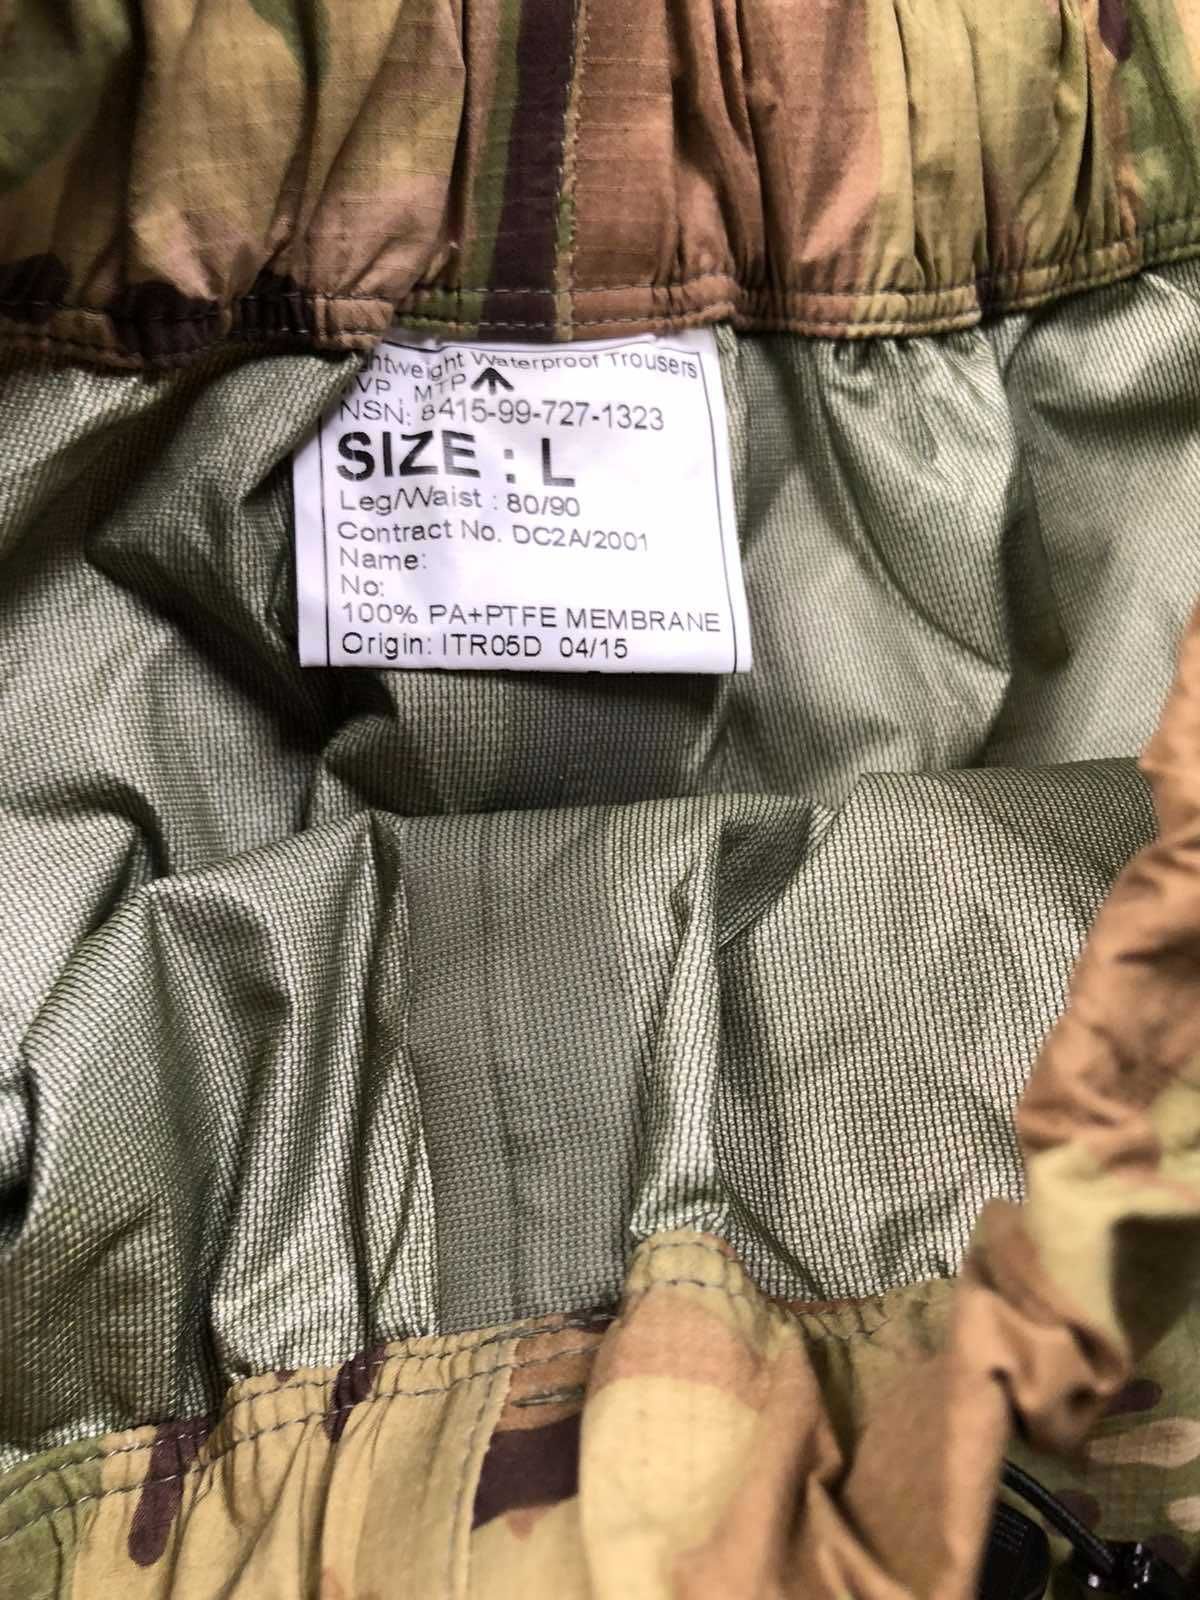 Waterproof Trousers
MVP MTP
NSN: 8415-99-727-1323
SIZE : L
Leg/Waist : 80/90
Contract No. DC2A/2001
Name:
No:
100% PA+PTFE MEMBRANE
Origin: ITR05D 04/15